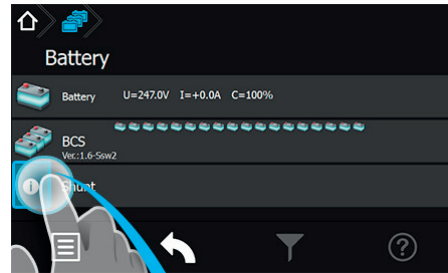 Battery
Battery U=247.0V I=+0.0A C=100%
BCS
Ver.:1.6-Ssw2
Shunt